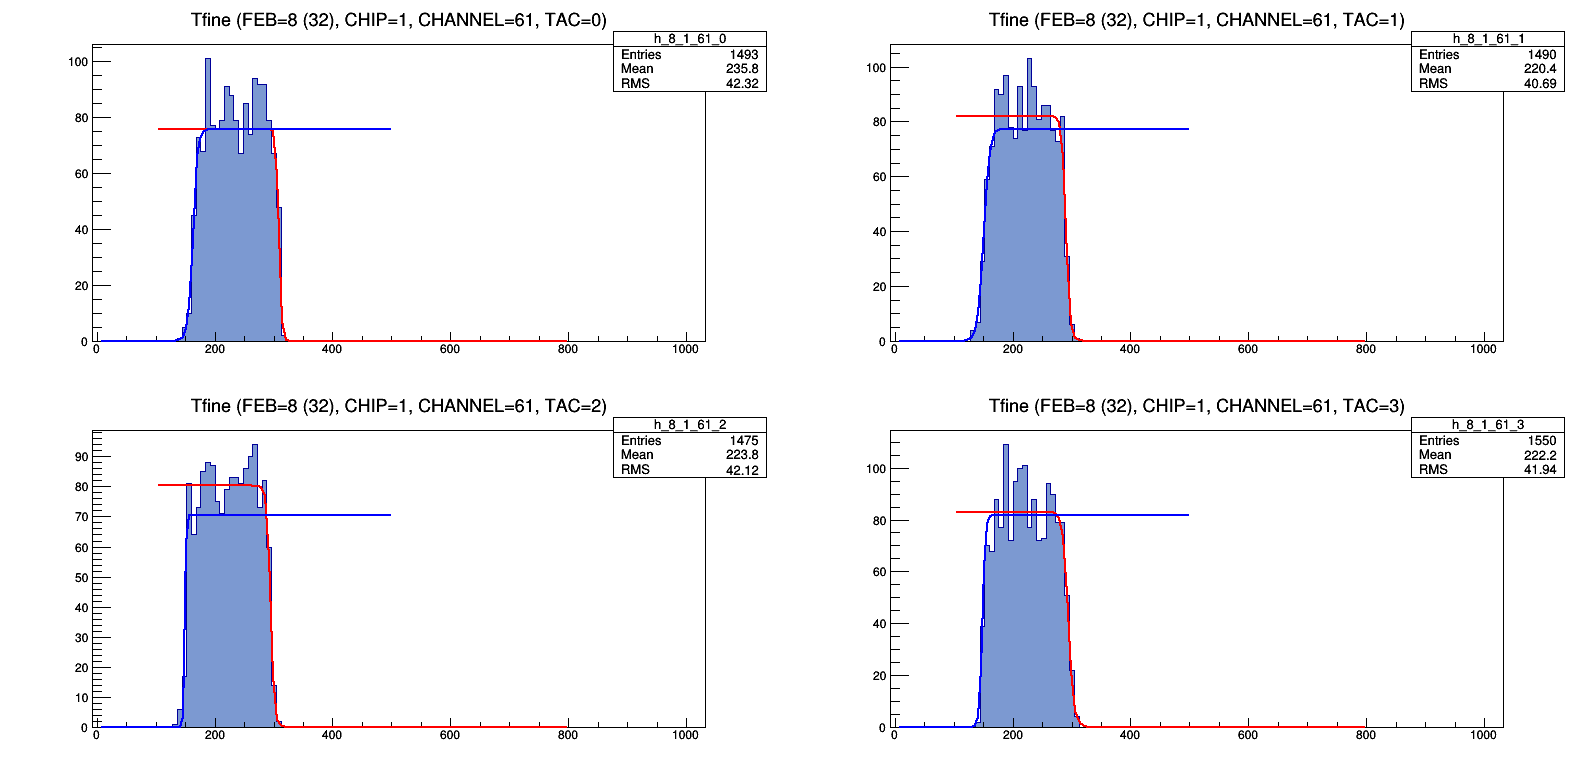 Tfine (FEB=8 (32), CHIP=1, CHANNEL=61, TAC=0)
h_8_1_61_0
Entries 1493
Mean 235.8
RMS 42.32
100
80
60
40
20
0
0 200 400 600 800 1000
Tfine (FEB=8 (32), CHIP=1, CHANNEL=61, TAC=1)
h_8_1_61_1
Entries 1490
Mean 220.4
RMS 40.69
100
80
60
40
20
0
0 200 400 600 800 1000
Tfine (FEB=8 (32), CHIP=1, CHANNEL=61, TAC=2)
h_8_1_61_2
Entries 1475
Mean 223.8
RMS 42.12
90
80
70
60
50
40
30
20
10
0
0 200 400 600 800 1000
Tfine (FEB=8 (32), CHIP=1, CHANNEL=61, TAC=3)
h_8_1_61_3
Entries 1550
Mean 222.2
RMS 41.94
100
80
60
40
20
0
0 200 400 600 800 1000